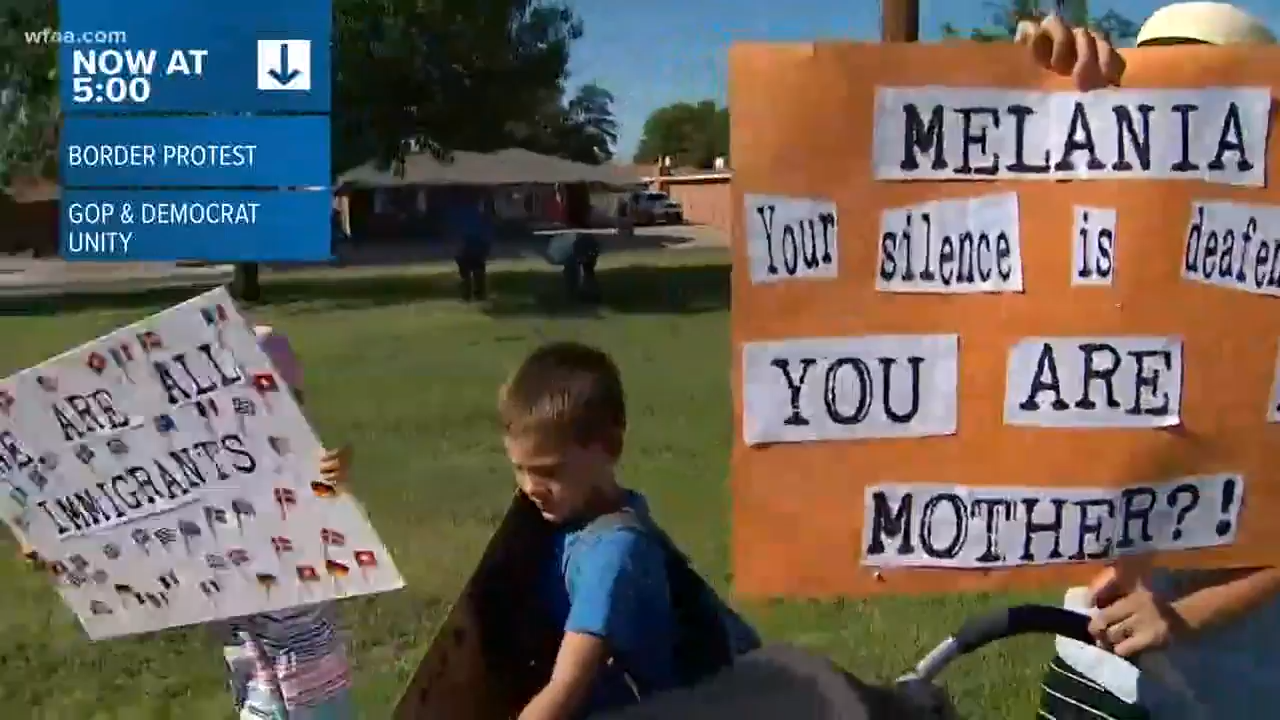 wfaa.com
NOW AT
5:00
BORDER PROTEST
GOP & DEMOCRAT
UNITY
ARE ALL
IMMIGRANTS
MELANIA
Your silence is
YOU ARE
MOTHER?!